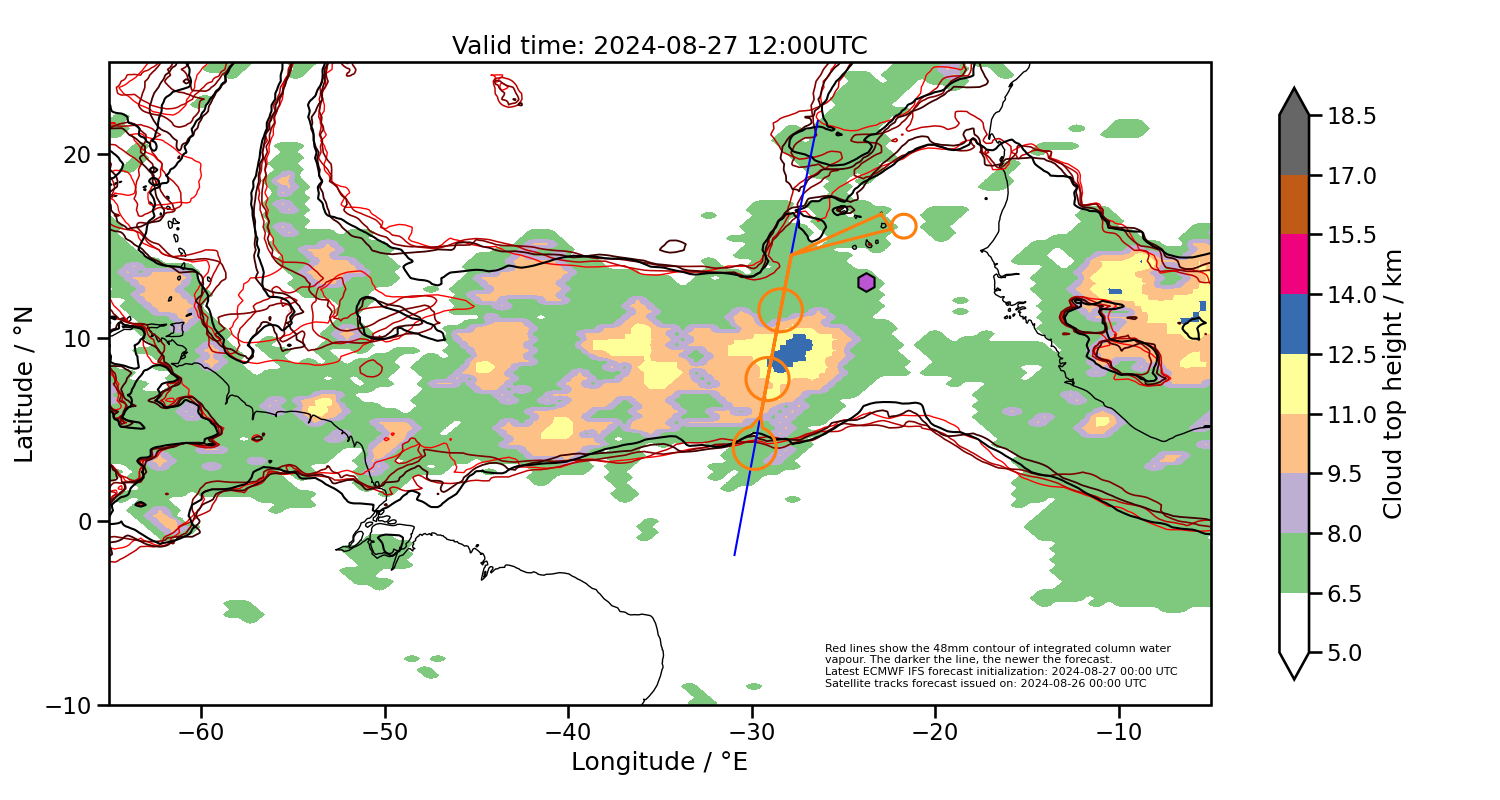 Valid time: 2024-08-27 12:00UTC
20
10
0
−10
Latitude / °N
−60
−50
−40
−30
−20
−10
Longitude / °E
Red lines show the 48mm contour of integrated column water
vapour. The darker the line, the newer the forecast.
Latest ECMWF IFS forecast initialization: 2024-08-27 00:00 UTC
Satellite tracks forecast issued on: 2024-08-26 00:00 UTC
18.5
17.0
15.5
14.0
12.5
11.0
9.5
8.0
6.5
5.0
Cloud top height / km